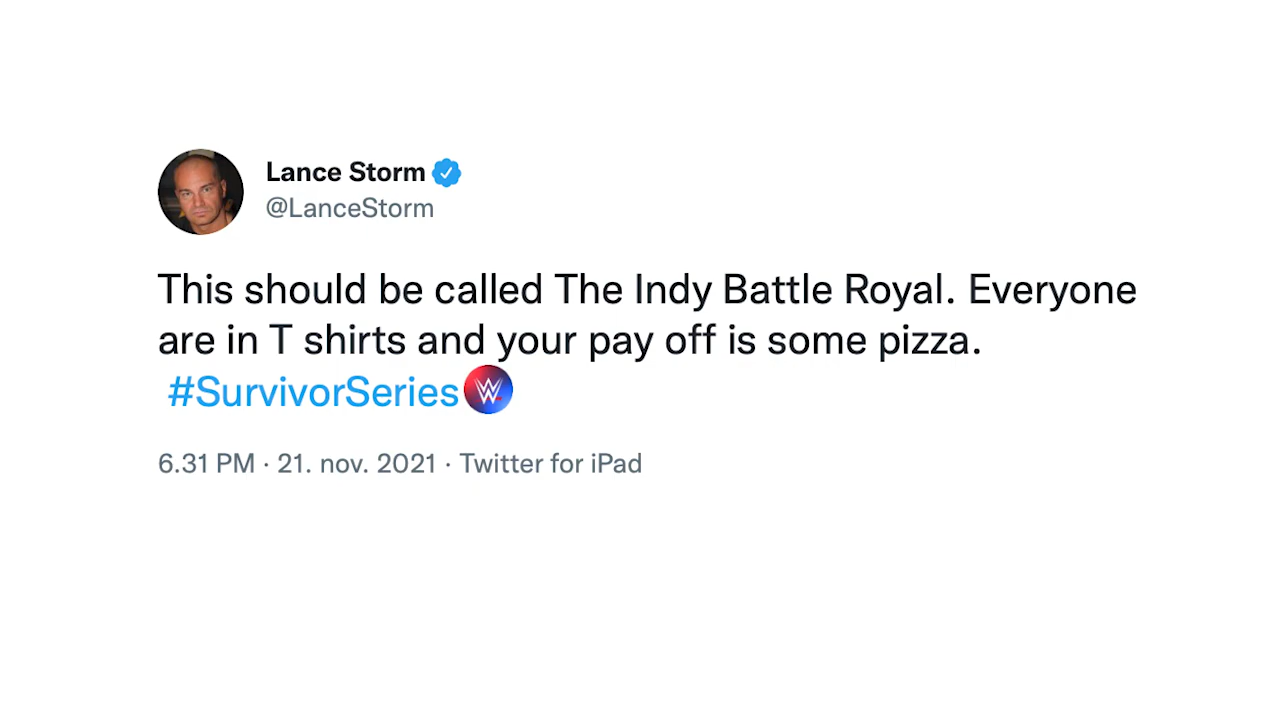 Lance Storm
@LanceStorm
This should be called The Indy Battle Royal. Everyone
are in T shirts and your pay off is some pizza.
#SurvivorSeries
6.31 PM · 21. nov. 2021 · Twitter for iPad